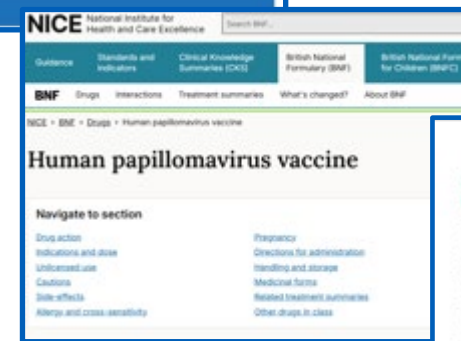 NICE National Institute for
Health and Care Excellence
Search BNF...
Guidance
Standards and
Indicators
Clinical Knowledge
Summaries (CKS)
British National
Formulary (BNF)
British National Form
for Children (BNFC)
BNF Drugs Interactions Treatment summaries What's changed? About BNF
NICE > BNF > Drugs > Human papillomavirus vaccine
Human papillomavirus vaccine
Navigate to section
Drug action
Indications and dose
Unlicensed use
Cautions
Side-effects
Allergy and cross-sensitivity
Pregnancy
Directions for administration
Handling and storage
Medicinal forms
Related treatment summaries
Other drugs in class